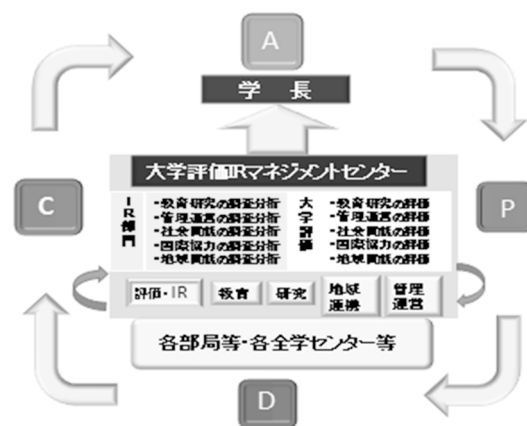 A
学 長
大学評価IRマネジメントセンター
IR部門
・教育研究の調査分析
・管理運営の調査分析
・社会貢献の調査分析
・国際協力の調査分析
・地域貢献の調査分析
大学評価
・教育研究の評価
・管理運営の評価
・社会貢献の評価
・国際協力の評価
・地域貢献の評価
C
P
評価・IR
教育
研究
地域
連携
管理
運営
各部局等・各全学センター等
D